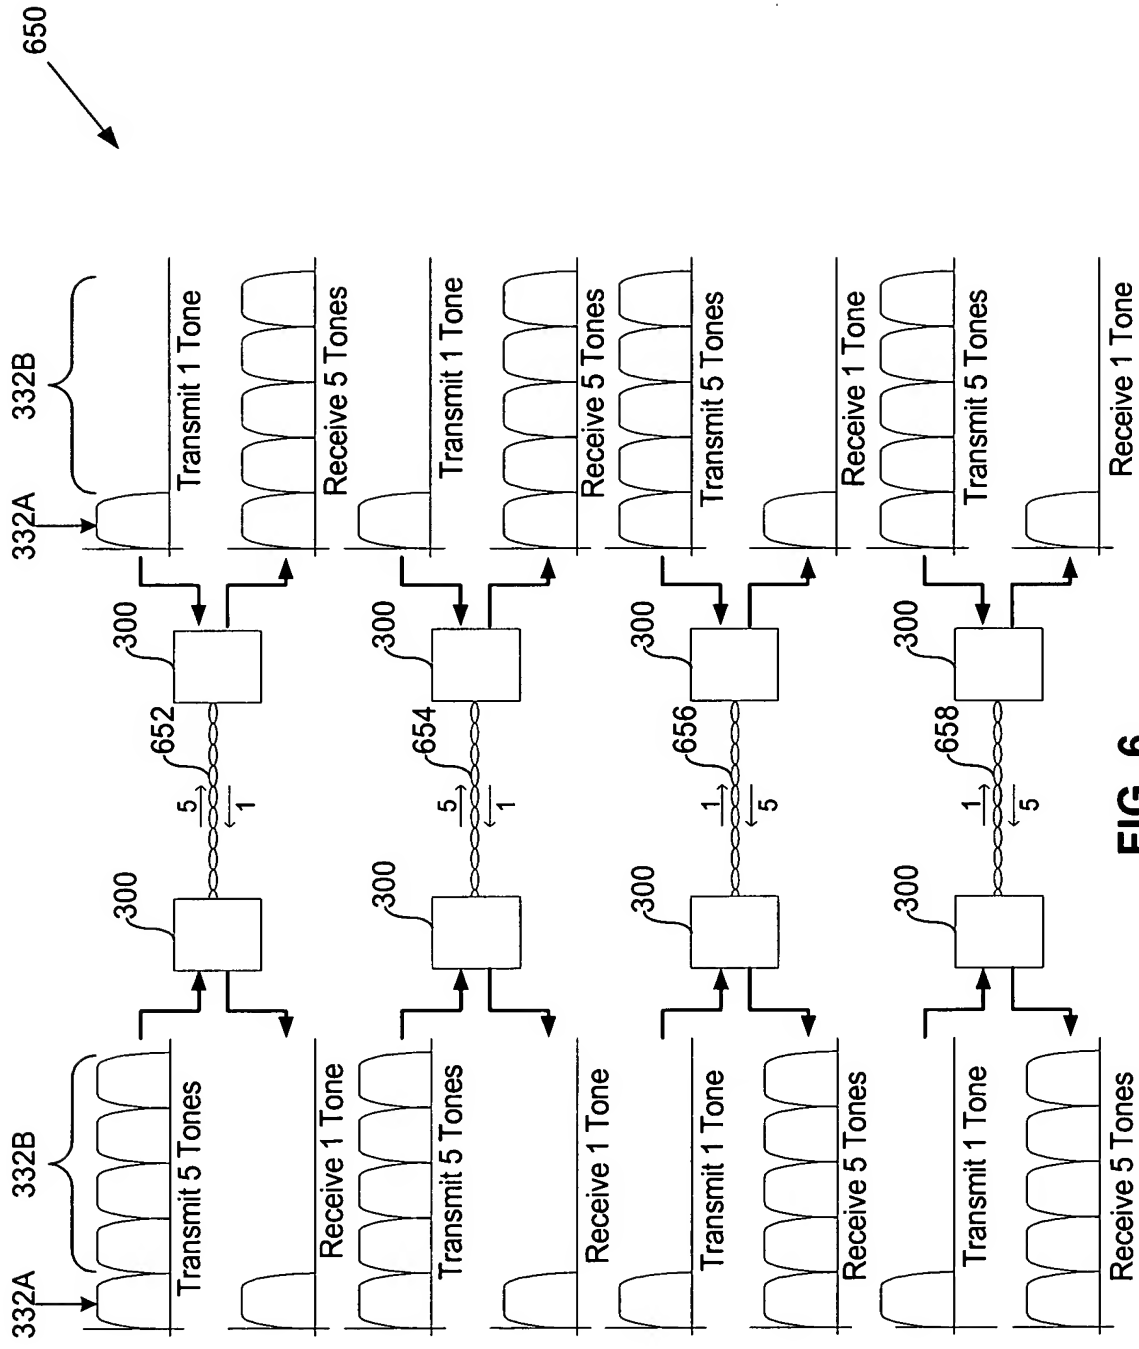 650
332A
332B
332A
332B
300
652
300
Transmit 5 Tones
5
Transmit 1 Tone
1
Receive 1 Tone
Receive 5 Tones
300
654
300
Transmit 5 Tones
5
Transmit 1 Tone
1
Receive 1 Tone
Receive 5 Tones
300
656
300
Transmit 1 Tone
1
Transmit 5 Tones
5
Receive 5 Tones
Receive 1 Tone
300
658
300
Transmit 1 Tone
1
Transmit 5 Tones
5
Receive 5 Tones
Receive 1 Tone
FIG. 6